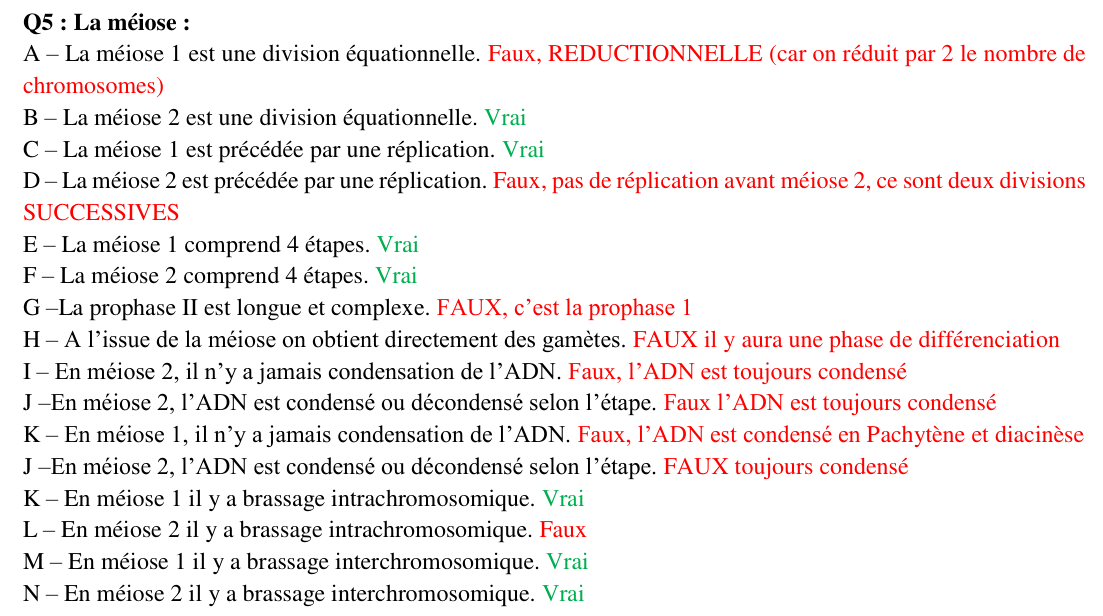 Q5 : La méiose :
A – La méiose 1 est une division équationnelle. Faux, REDUCTIONNELLE (car on réduit par 2 le nombre de
chromosomes)
B – La méiose 2 est une division équationnelle. Vrai
C – La méiose 1 est précédée par une réplication. Vrai
D – La méiose 2 est précédée par une réplication. Faux, pas de réplication avant méiose 2, ce sont deux divisions
SUCCESSIVES
E – La méiose 1 comprend 4 étapes. Vrai
F – La méiose 2 comprend 4 étapes. Vrai
G –La prophase II est longue et complexe. FAUX, c’est la prophase 1
H – A l’issue de la méiose on obtient directement des gamètes. FAUX il y aura une phase de différenciation
I – En méiose 2, il n’y a jamais condensation de l’ADN. Faux, l’ADN est toujours condensé
J –En méiose 2, l’ADN est condensé ou décondensé selon l’étape. Faux l’ADN est toujours condensé
K – En méiose 1, il n’y a jamais condensation de l’ADN. Faux, l’ADN est condensé en Pachytène et diacinèse
J –En méiose 2, l’ADN est condensé ou décondensé selon l’étape. FAUX toujours condensé
K – En méiose 1 il y a brassage intrachromosomique. Vrai
L – En méiose 2 il y a brassage intrachromosomique. Faux
M – En méiose 1 il y a brassage interchromosomique. Vrai
N – En méiose 2 il y a brassage interchromosomique. Vrai